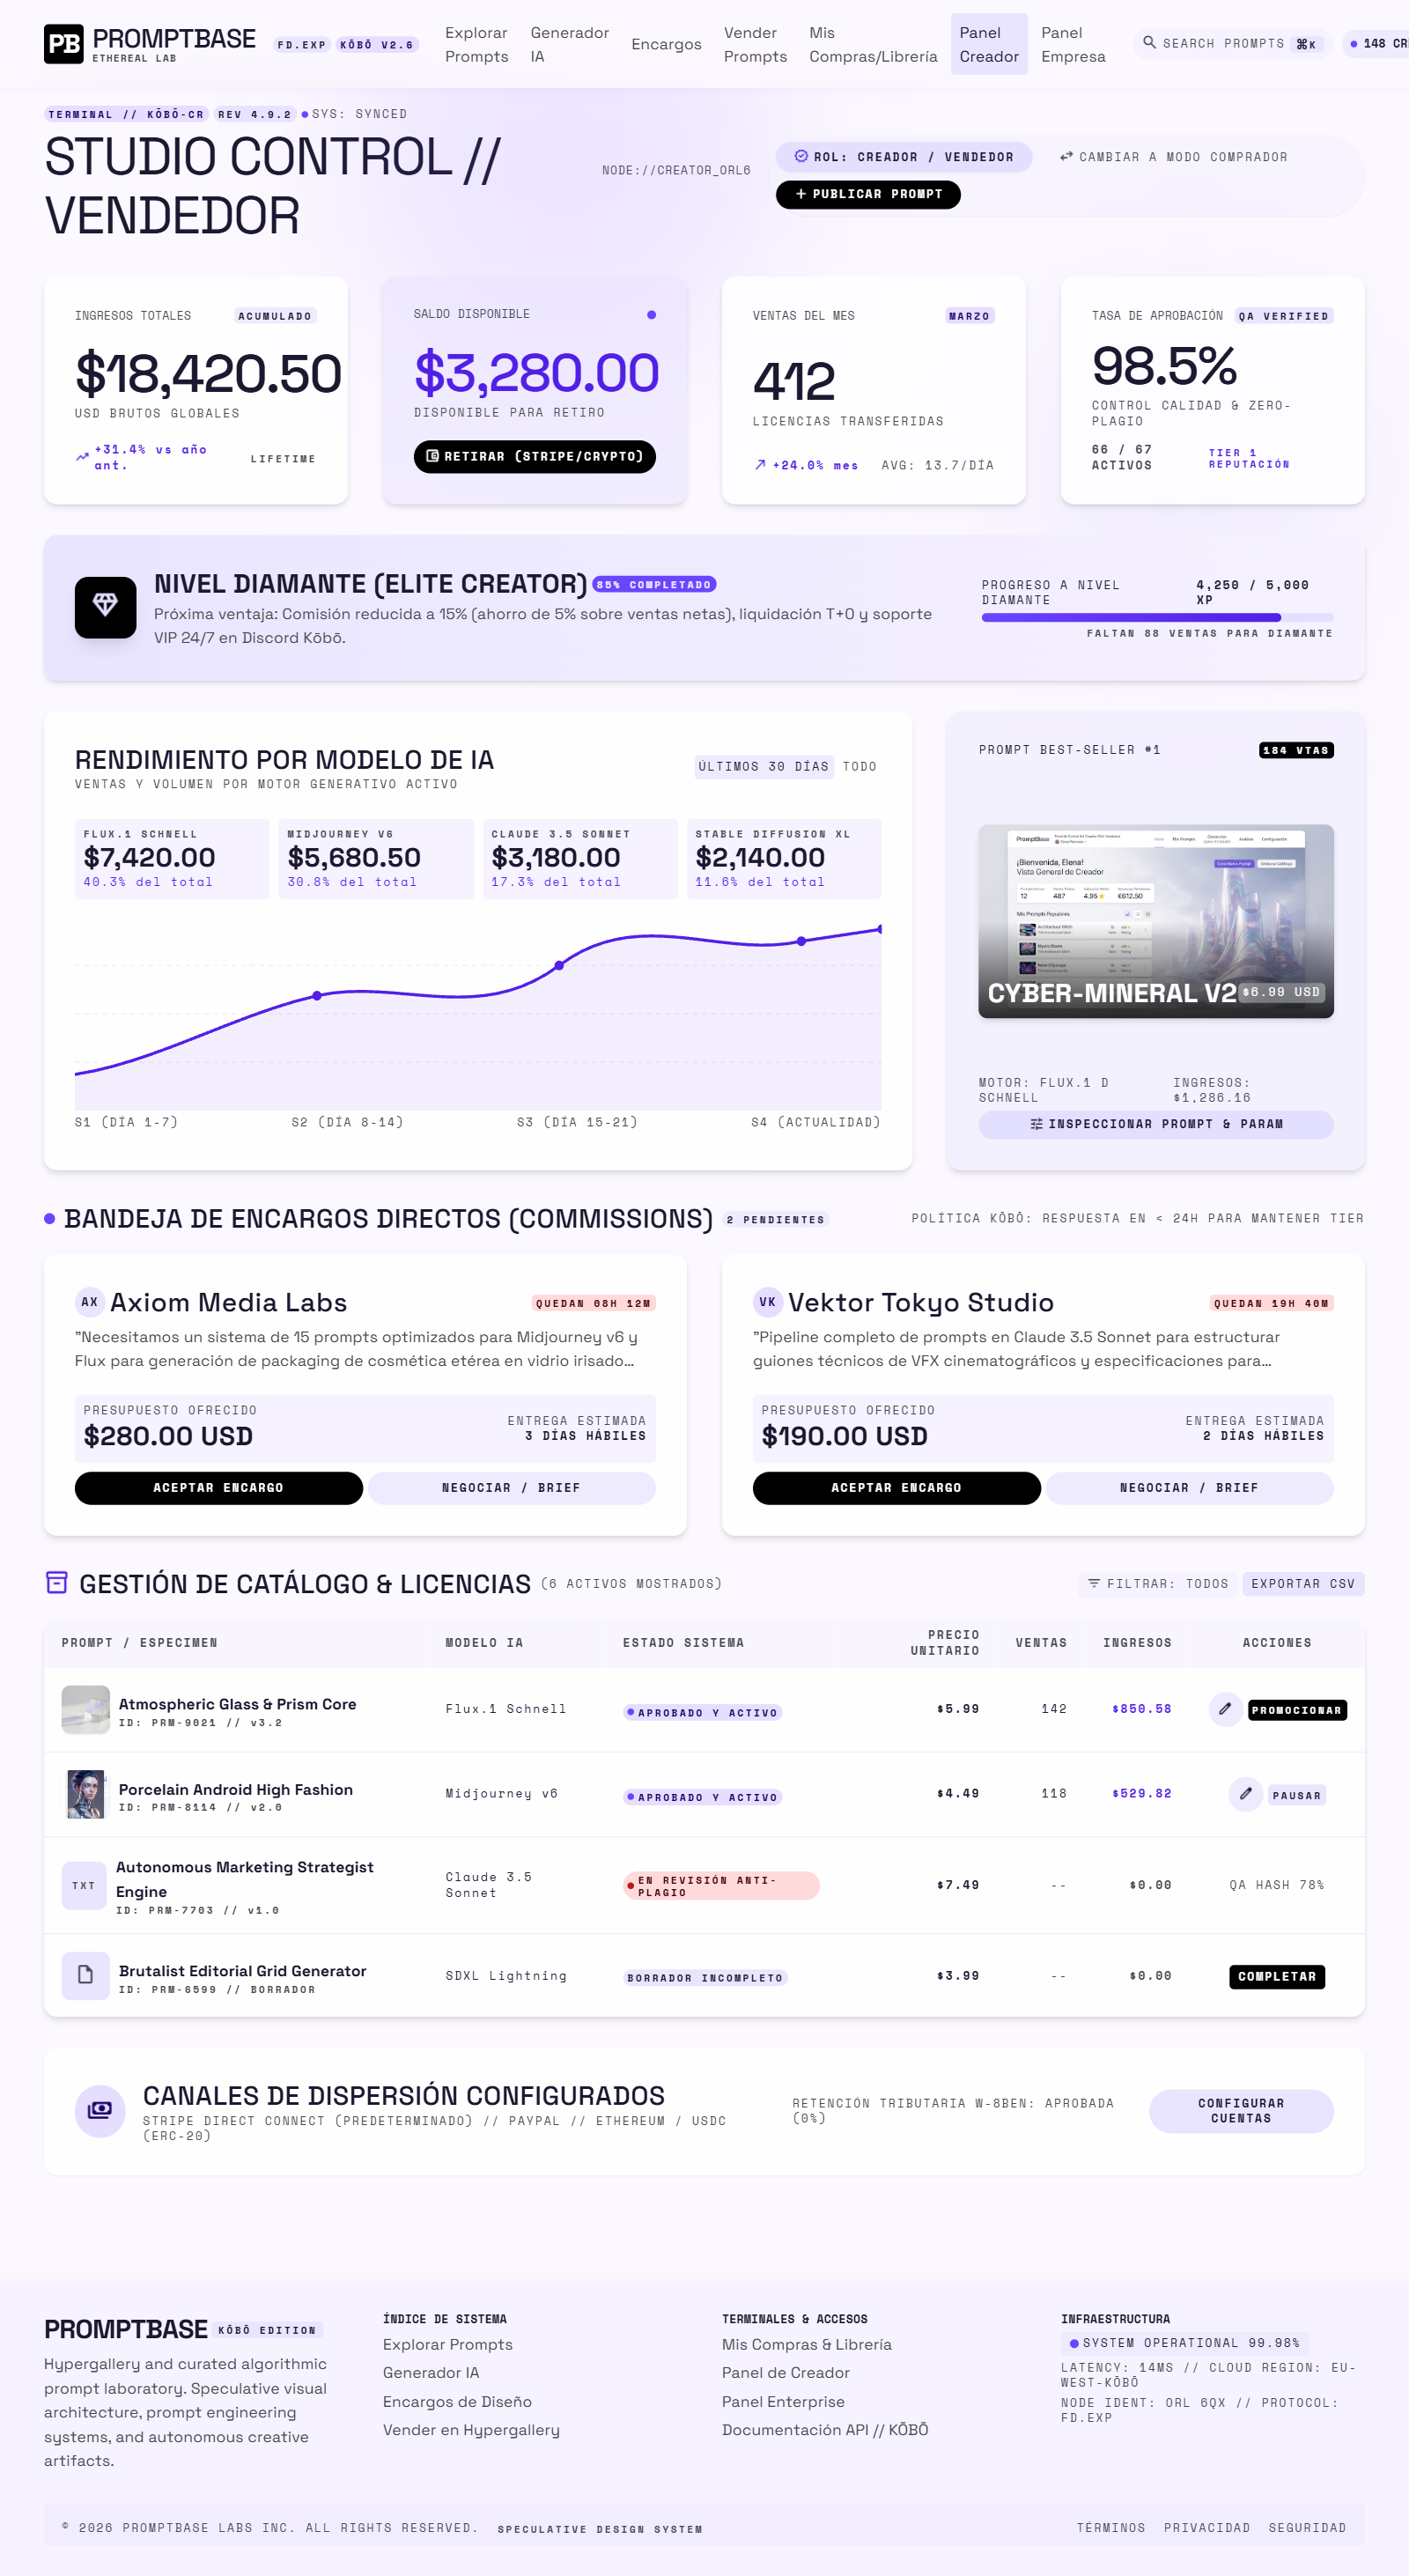 PB PROMPTBASE
ETHEREAL LAB
FD.EXP KŌBŌ V2.6
Explorar Prompts
Generador IA
Encargos
Vender Prompts
Mis Compras/Librería
Panel Creador
Panel Empresa
SEARCH PROMPTS ⌘K
148 CR
TERMINAL // KŌBŌ-CR REV 4.9.2 SYS: SYNCED
STUDIO CONTROL //
VENDEDOR
NODE://CREATOR_ORL6
ROL: CREADOR / VENDEDOR
CAMBIAR A MODO COMPRADOR
+ PUBLICAR PROMPT
INGRESOS TOTALES ACUMULADO
$18,420.50
USD BRUTOS GLOBALES
+31.4% vs año
ant.
LIFETIME
SALDO DISPONIBLE
$3,280.00
DISPONIBLE PARA RETIRO
RETIRAR (STRIPE/CRYPTO)
VENTAS DEL MES MARZO
412
LICENCIAS TRANSFERIDAS
+24.0% mes AVG: 13.7/DÍA
TASA DE APROBACIÓN QA VERIFIED
98.5%
CONTROL CALIDAD & ZERO-
PLAGIO
66 / 67
ACTIVOS
TIER 1
REPUTACIÓN
NIVEL DIAMANTE (ELITE CREATOR) 85% COMPLETADO
Próxima ventaja: Comisión reducida a 15% (ahorro de 5% sobre ventas netas), liquidación T+0 y soporte
VIP 24/7 en Discord Kōbō.
PROGRESO A NIVEL
DIAMANTE
4,250 / 5,000
XP
FALTAN 88 VENTAS PARA DIAMANTE
RENDIMIENTO POR MODELO DE IA
VENTAS Y VOLUMEN POR MOTOR GENERATIVO ACTIVO
ÚLTIMOS 30 DÍAS TODO
FLUX.1 SCHNELL
$7,420.00
40.3% del total
MIDJOURNEY V6
$5,680.50
30.8% del total
CLAUDE 3.5 SONNET
$3,180.00
17.3% del total
STABLE DIFFUSION XL
$2,140.00
11.6% del total
S1 (DÍA 1-7) S2 (DÍA 8-14) S3 (DÍA 15-21) S4 (ACTUALIDAD)
PROMPT BEST-SELLER #1 184 VTAS
PromptBase
¡Bienvenida, Elena!
Vista General de Creador
12 487 4.95
Mis Prompts Populares
CYBER-MINERAL V2 $6.99 USD
MOTOR: FLUX.1 D
SCHNELL
INGRESOS:
$1,286.16
INSPECCIONAR PROMPT & PARAM
BANDEJA DE ENCARGOS DIRECTOS (COMMISSIONS) 2 PENDIENTES
POLÍTICA KŌBŌ: RESPUESTA EN < 24H PARA MANTENER TIER
AX Axiom Media Labs QUEDAN 08H 12M
"Necesitamos un sistema de 15 prompts optimizados para Midjourney v6 y
Flux para generación de packaging de cosmética etérea en vidrio irisado…
PRESUPUESTO OFRECIDO
$280.00 USD
ENTREGA ESTIMADA
3 DÍAS HÁBILES
ACEPTAR ENCARGO NEGOCIAR / BRIEF
VK Vektor Tokyo Studio QUEDAN 19H 40M
"Pipeline completo de prompts en Claude 3.5 Sonnet para estructurar
guiones técnicos de VFX cinematográficos y especificaciones para…
PRESUPUESTO OFRECIDO
$190.00 USD
ENTREGA ESTIMADA
2 DÍAS HÁBILES
ACEPTAR ENCARGO NEGOCIAR / BRIEF
GESTIÓN DE CATÁLOGO & LICENCIAS (6 ACTIVOS MOSTRADOS)
FILTRAR: TODOS EXPORTAR CSV
PROMPT / ESPECIMEN MODELO IA ESTADO SISTEMA PRECIO UNITARIO VENTAS INGRESOS ACCIONES
Atmospheric Glass & Prism Core
ID: PRM-9021 // v3.2
Flux.1 Schnell APROBADO Y ACTIVO $5.99 142 $850.58 PROMOCIONAR
Porcelain Android High Fashion
ID: PRM-8114 // v2.0
Midjourney v6 APROBADO Y ACTIVO $4.49 118 $529.82 PAUSAR
TXT
Autonomous Marketing Strategist
Engine
ID: PRM-7703 // v1.0
Claude 3.5
Sonnet
EN REVISIÓN ANTI-
PLAGIO
$7.49 -- $0.00 QA HASH 78%
Brutalist Editorial Grid Generator
ID: PRM-6599 // BORRADOR
SDXL Lightning BORRADOR INCOMPLETO $3.99 -- $0.00 COMPLETAR
CANALES DE DISPERSIÓN CONFIGURADOS
STRIPE DIRECT CONNECT (PREDETERMINADO) // PAYPAL // ETHEREUM / USDC
(ERC-20)
RETENCIÓN TRIBUTARIA W-8BEN: APROBADA
(0%)
CONFIGURAR
CUENTAS
PROMPTBASE KŌBŌ EDITION
Hypergallery and curated algorithmic
prompt laboratory. Speculative visual
architecture, prompt engineering
systems, and autonomous creative
artifacts.
ÍNDICE DE SISTEMA
Explorar Prompts
Generador IA
Encargos de Diseño
Vender en Hypergallery
TERMINALES & ACCESOS
Mis Compras & Librería
Panel de Creador
Panel Enterprise
Documentación API // KŌBŌ
INFRAESTRUCTURA
SYSTEM OPERATIONAL 99.98%
LATENCY: 14MS // CLOUD REGION: EU-
WEST-KŌBŌ
NODE IDENT: ORL 6QX // PROTOCOL:
FD.EXP
© 2026 PROMPTBASE LABS INC. ALL RIGHTS RESERVED. SPECULATIVE DESIGN SYSTEM
TÉRMINOS PRIVACIDAD SEGURIDAD